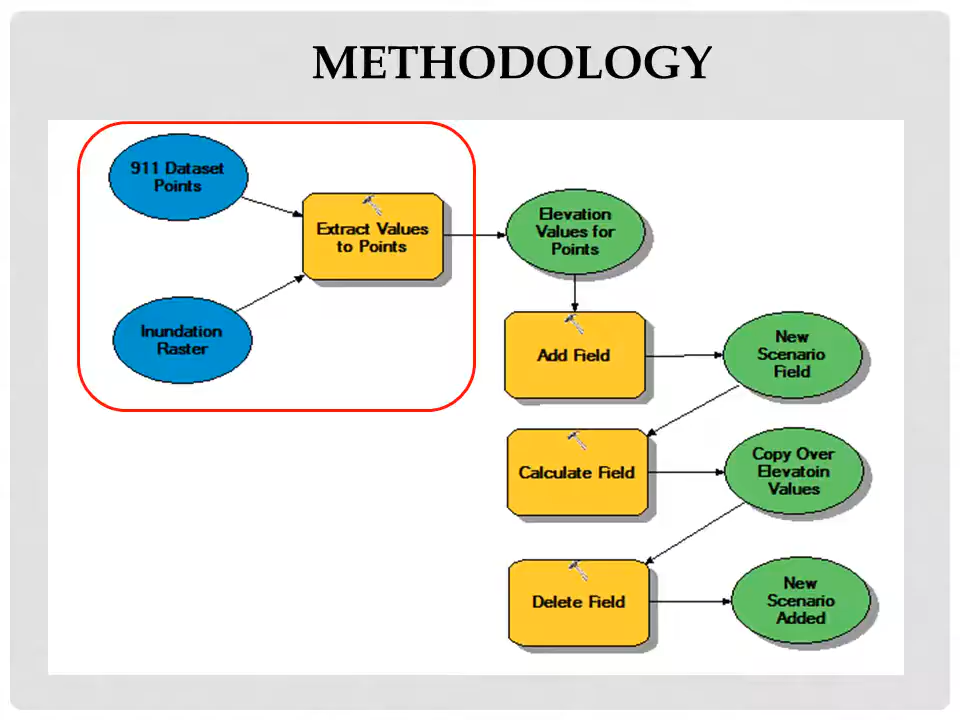 METHODOLOGY
911 Dataset
Points
Extract Values
to Points
Inundation
Raster
Elevation
Values for
Points
Add Field
New
Scenario
Field
Calculate Field
Copy Over
Elevatoin
Values
Delete Field
New
Scenario
Added